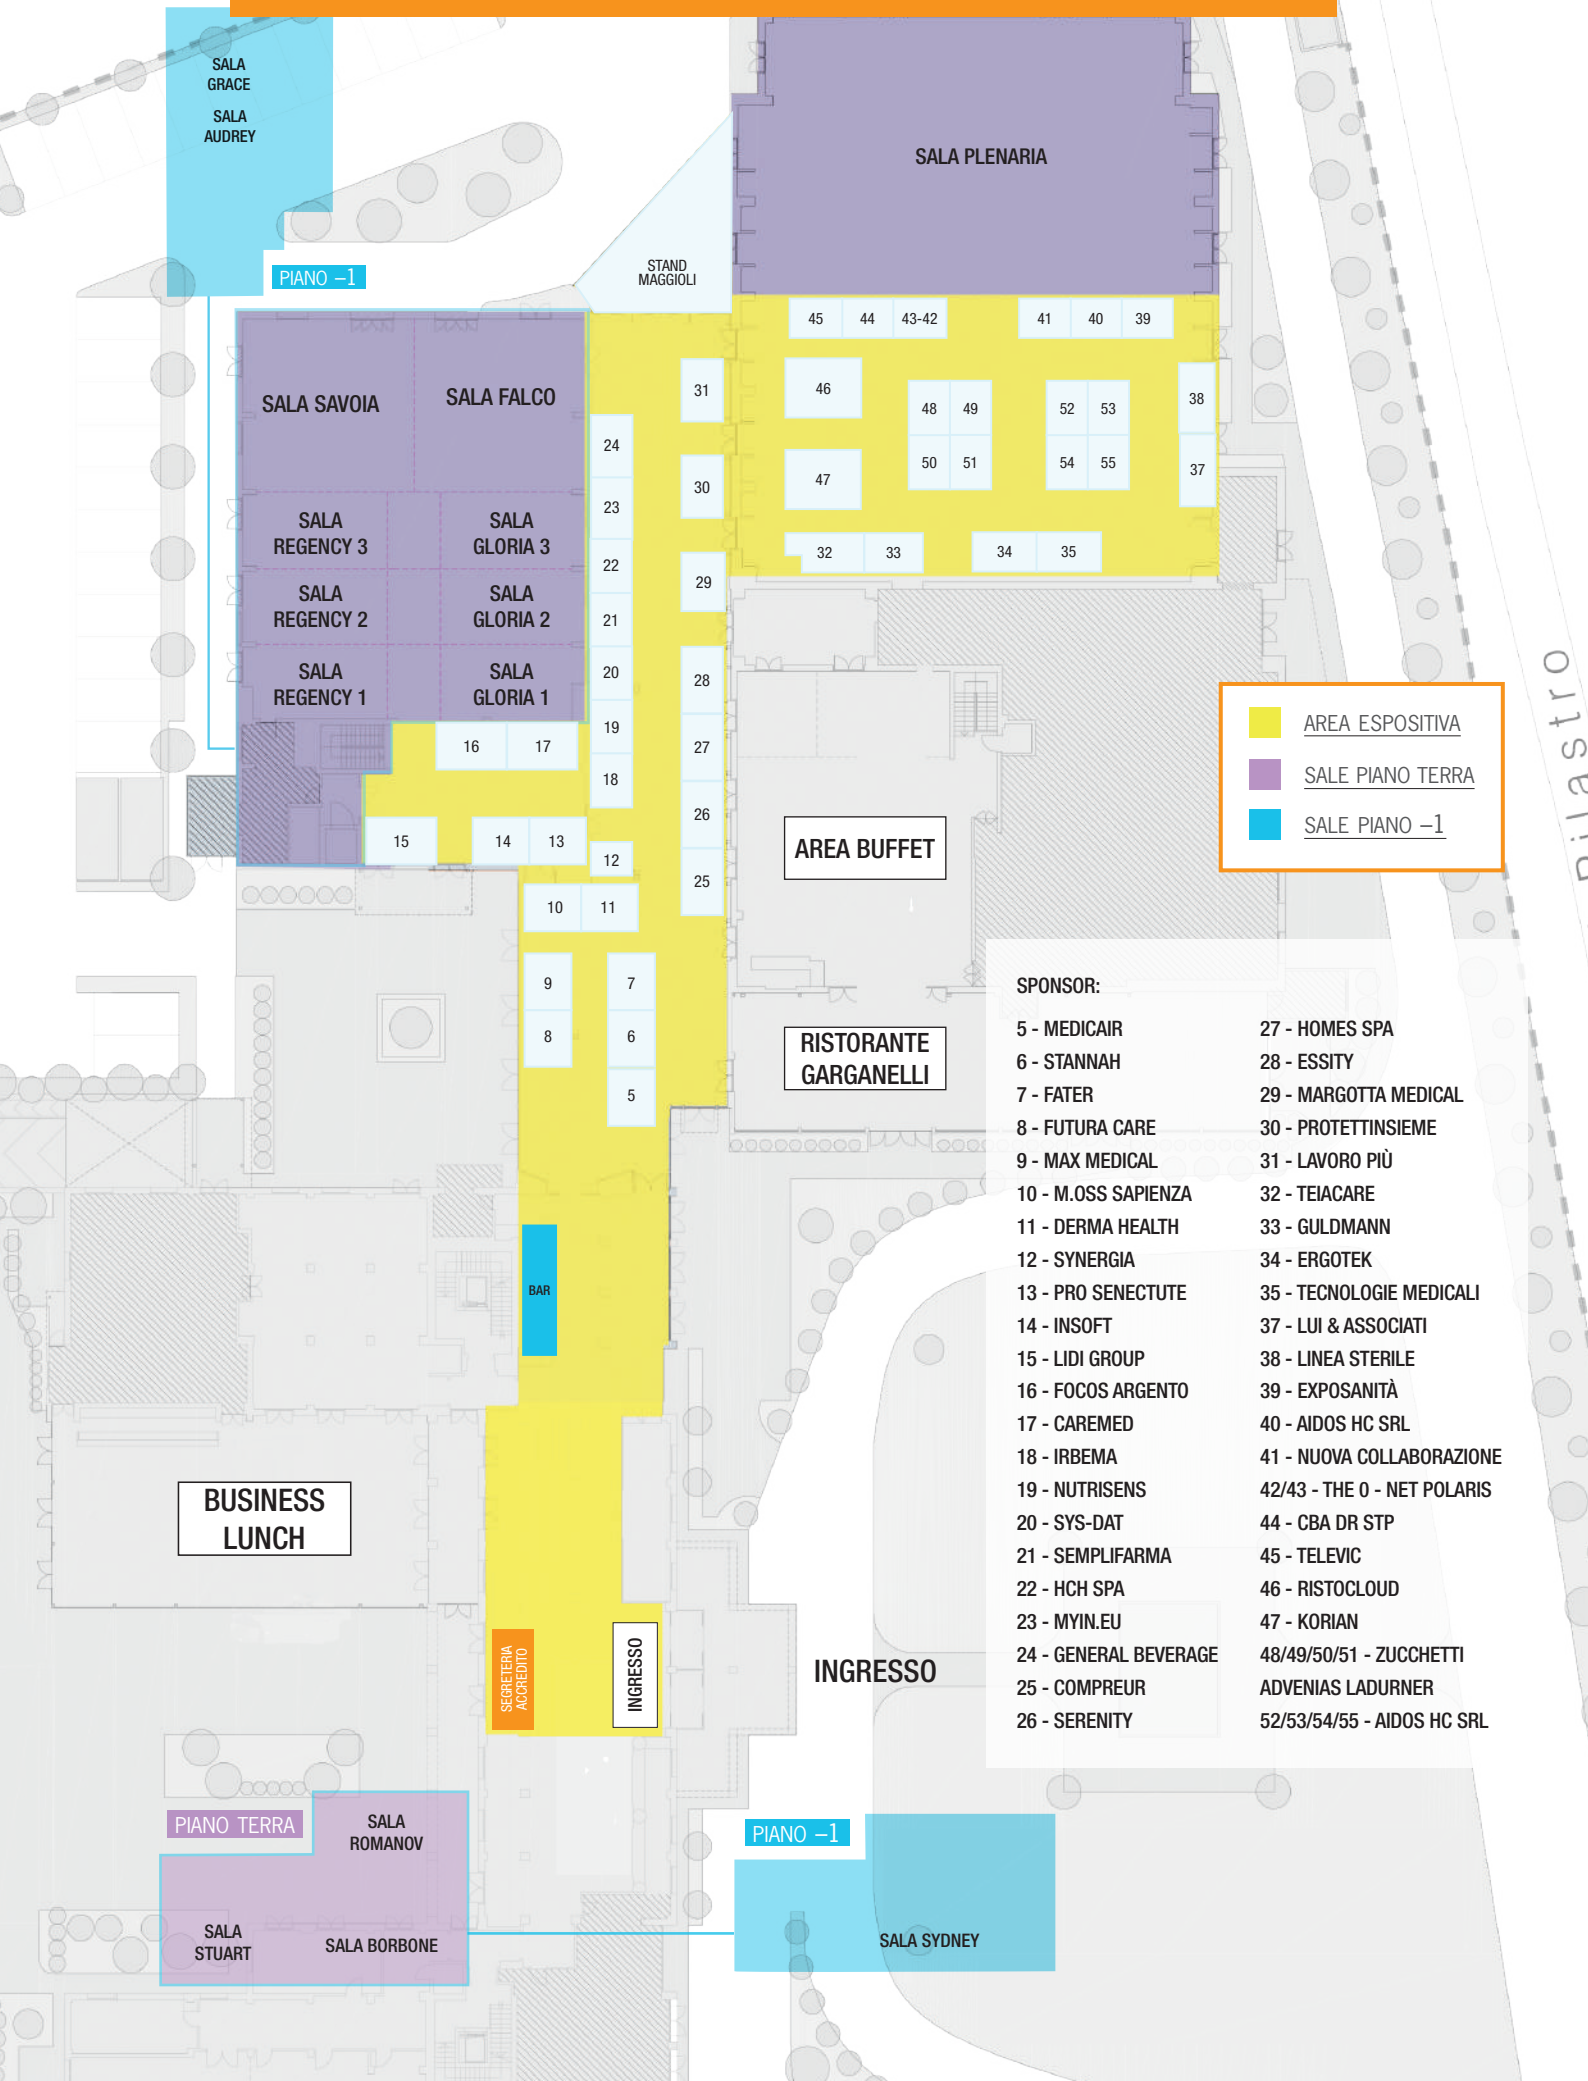 SALA
GRACE
SALA
AUDREY
PIANO –1
SALA PLENARIA
STAND
MAGGIOLI
45
44
43-42
41
40
39
31
46
48
49
52
53
38
SALA SAVOIA
SALA FALCO
24
30
47
50
51
54
55
37
23
SALA
REGENCY 3
SALA
GLORIA 3
22
29
32
33
34
35
SALA
REGENCY 2
SALA
GLORIA 2
21
SALA
REGENCY 1
SALA
GLORIA 1
20
28
19
16
17
27
18
26
15
14
13
12
25
10
11
9
7
8
6
5
AREA BUFFET
RISTORANTE
GARGANELLI
Pilastro
AREA ESPOSITIVA
SALE PIANO TERRA
SALE PIANO –1
SPONSOR:
5 - MEDICAIR
6 - STANNAH
7 - FATER
8 - FUTURA CARE
9 - MAX MEDICAL
10 - M.OSS SAPIENZA
11 - DERMA HEALTH
12 - SYNERGIA
13 - PRO SENECTUTE
14 - INSOFT
15 - LIDI GROUP
16 - FOCOS ARGENTO
17 - CAREMED
18 - IRBEMA
19 - NUTRISENS
20 - SYS-DAT
21 - SEMPLIFARMA
22 - HCH SPA
23 - MYIN.EU
24 - GENERAL BEVERAGE
25 - COMPREUR
26 - SERENITY
27 - HOMES SPA
28 - ESSITY
29 - MARGOTTA MEDICAL
30 - PROTETTINSIEME
31 - LAVORO PIÙ
32 - TEIACARE
33 - GULDMANN
34 - ERGOTEK
35 - TECNOLOGIE MEDICALI
37 - LUI & ASSOCIATI
38 - LINEA STERILE
39 - EXPOSANITÀ
40 - AIDOS HC SRL
41 - NUOVA COLLABORAZIONE
42/43 - THE 0 - NET POLARIS
44 - CBA DR STP
45 - TELEVIC
46 - RISTOCLOUD
47 - KORIAN
48/49/50/51 - ZUCCHETTI
ADVENIAS LADURNER
52/53/54/55 - AIDOS HC SRL
BAR
BUSINESS
LUNCH
SEGRETERIA
ACCREDITO
INGRESSO
INGRESSO
PIANO TERRA
SALA
ROMANOV
SALA
STUART
SALA BORBONE
PIANO –1
SALA SYDNEY